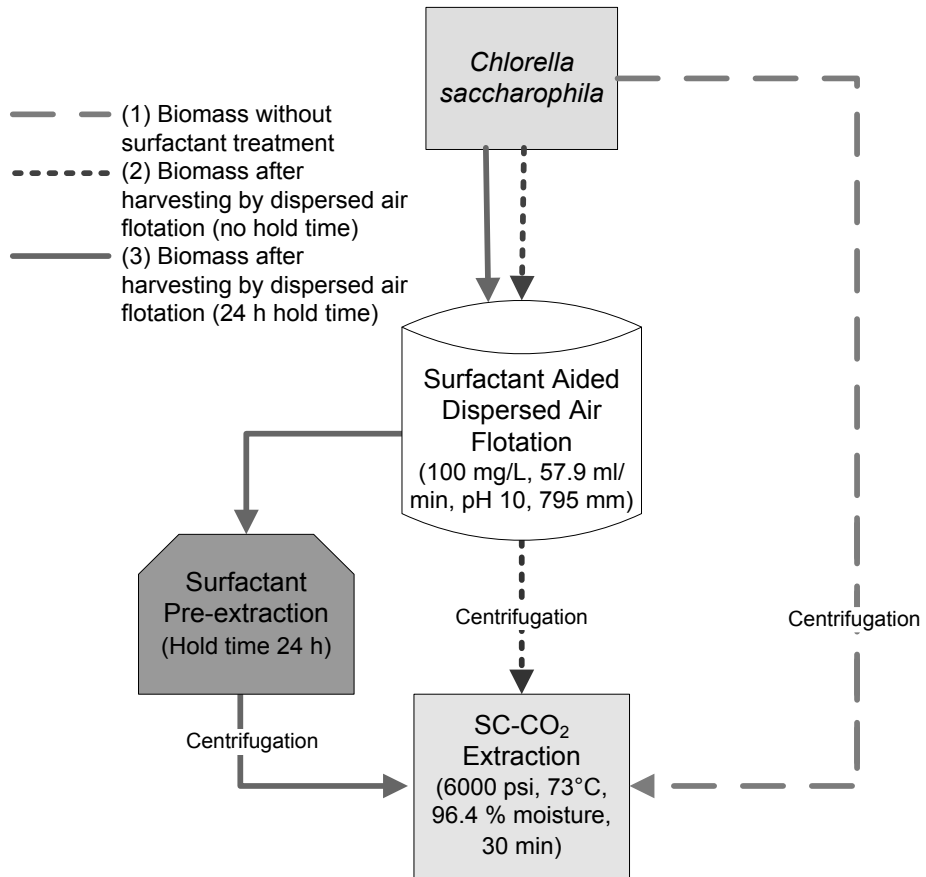 Chlorella
saccharophila
(1) Biomass without
surfactant treatment
(2) Biomass after
harvesting by dispersed air
flotation (no hold time)
(3) Biomass after
harvesting by dispersed air
flotation (24 h hold time)
Surfactant Aided
Dispersed Air
Flotation
(100 mg/L, 57.9 ml/
min, pH 10, 795 mm)
Surfactant
Pre-extraction
(Hold time 24 h)
Centrifugation
Centrifugation
Centrifugation
SC-CO₂
Extraction
(6000 psi, 73°C,
96.4 % moisture,
30 min)